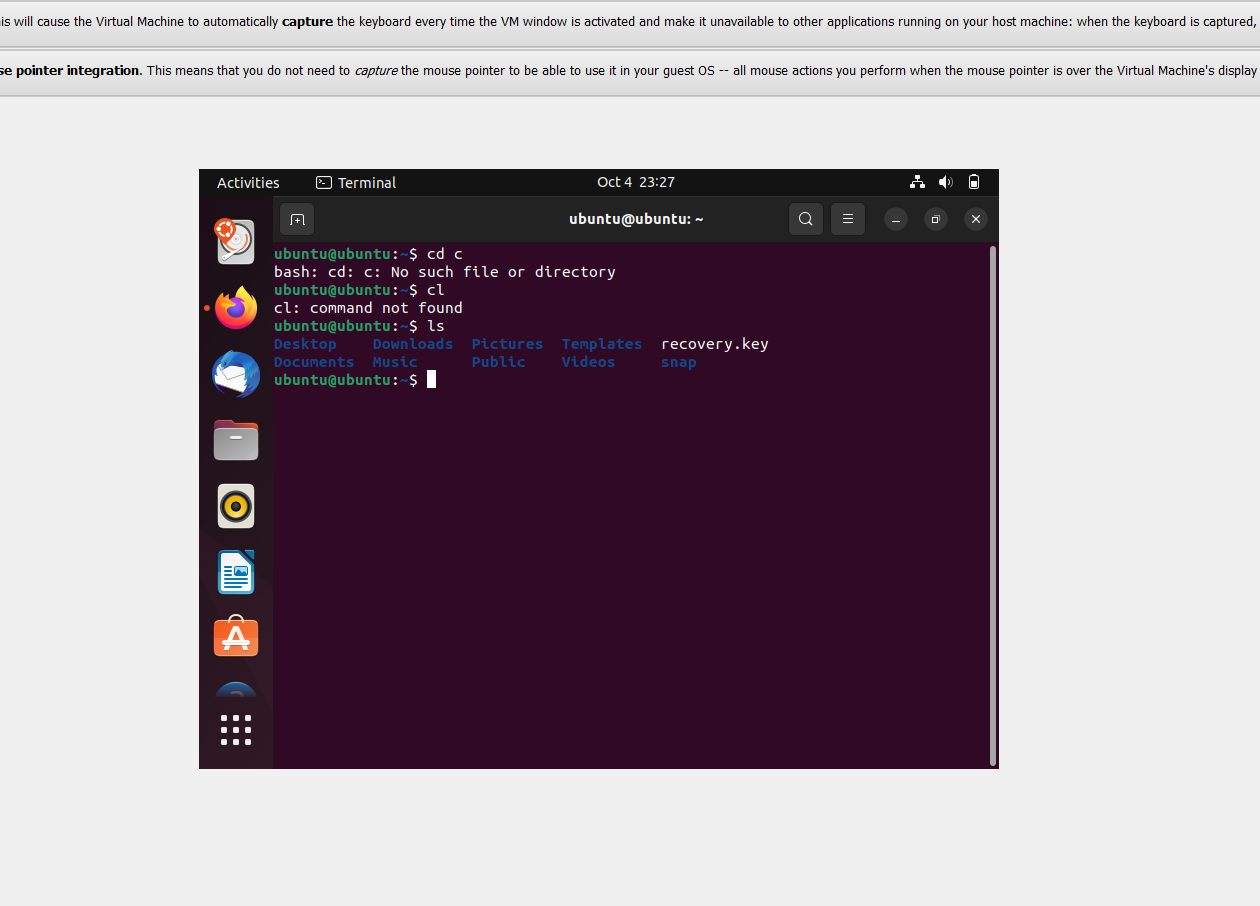 is will cause the Virtual Machine to automatically capture the keyboard every time the VM window is activated and make it unavailable to other applications running on your host machine: when the keyboard is captured,
se pointer integration. This means that you do not need to capture the mouse pointer to be able to use it in your guest OS -- all mouse actions you perform when the mouse pointer is over the Virtual Machine's display
Activities Terminal Oct 4 23:27
ubuntu@ubuntu: ~
ubuntu@ubuntu:~$ cd c
bash: cd: c: No such file or directory
ubuntu@ubuntu:~$ cl
cl: command not found
ubuntu@ubuntu:~$ ls
Desktop Downloads Pictures Templates recovery.key
Documents Music Public Videos snap
ubuntu@ubuntu:~$